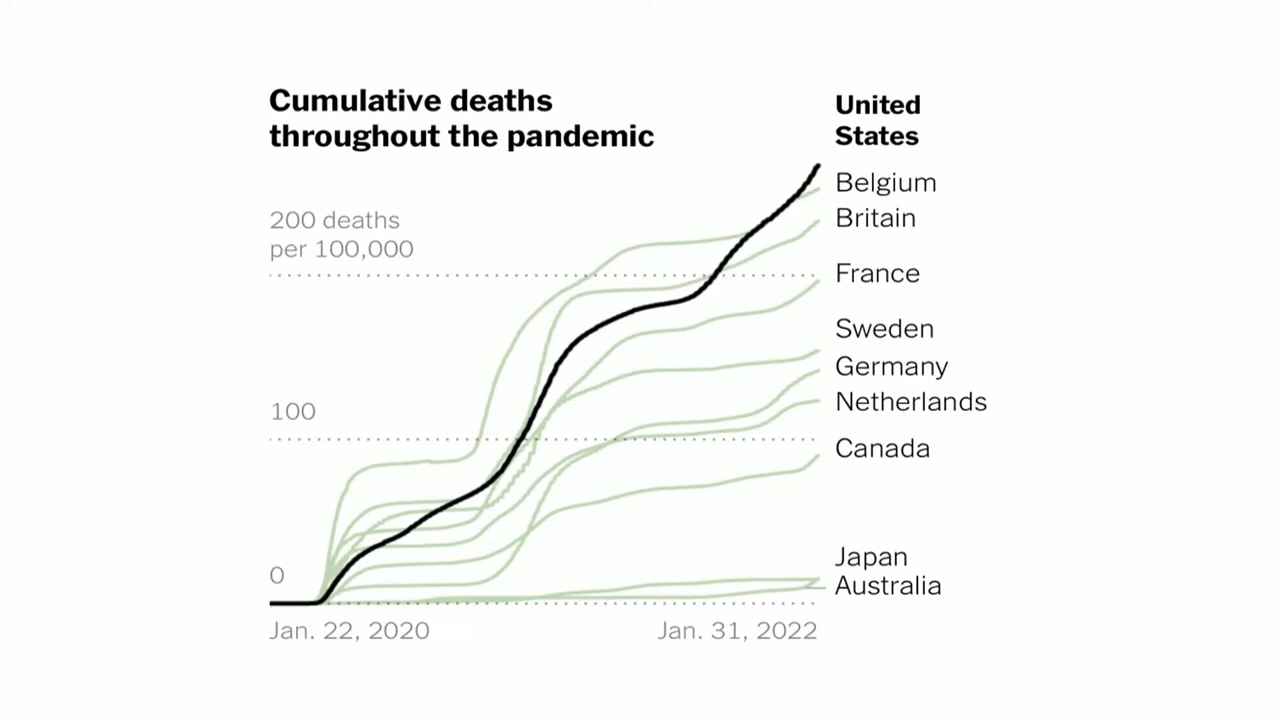 Cumulative deaths
throughout the pandemic
United
States
Belgium
Britain
200 deaths
per 100,000
France
Sweden
Germany
Netherlands
100
Canada
Japan
0
Australia
Jan. 22, 2020
Jan. 31, 2022